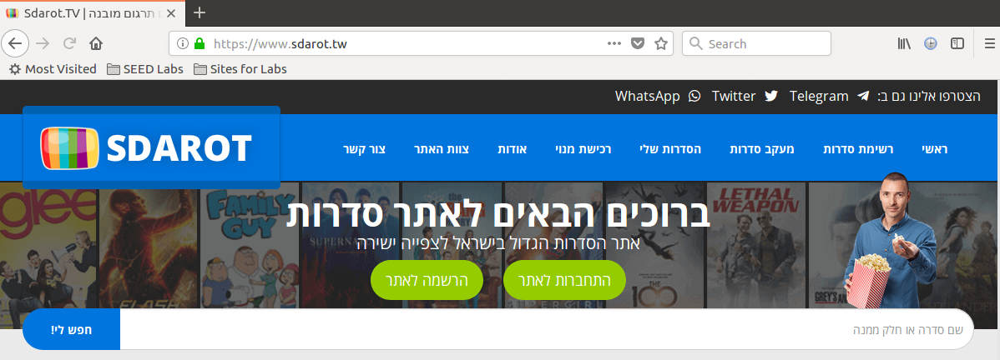 Sdarot.TV | תרגום מובנה
https://www.sdarot.tw
Search
Most Visited SEED Labs Sites for Labs
הצטרפו אלינו גם ב: Telegram Twitter WhatsApp
SDAROT
ראשי רשימת סדרות מעקב סדרות הסדרות שלי רכישת מנוי אודות צוות האתר צור קשר
glee
FLASH
FAMILY GUY
THE 100
SUPERGIRL
LETHAL WEAPON
GREY'S
ברוכים הבאים לאתר סדרות
אתר הסדרות הגדול בישראל לצפייה ישירה
התחברות לאתר הרשמה לאתר
שם סדרה או חלק ממנה
חפש לי!